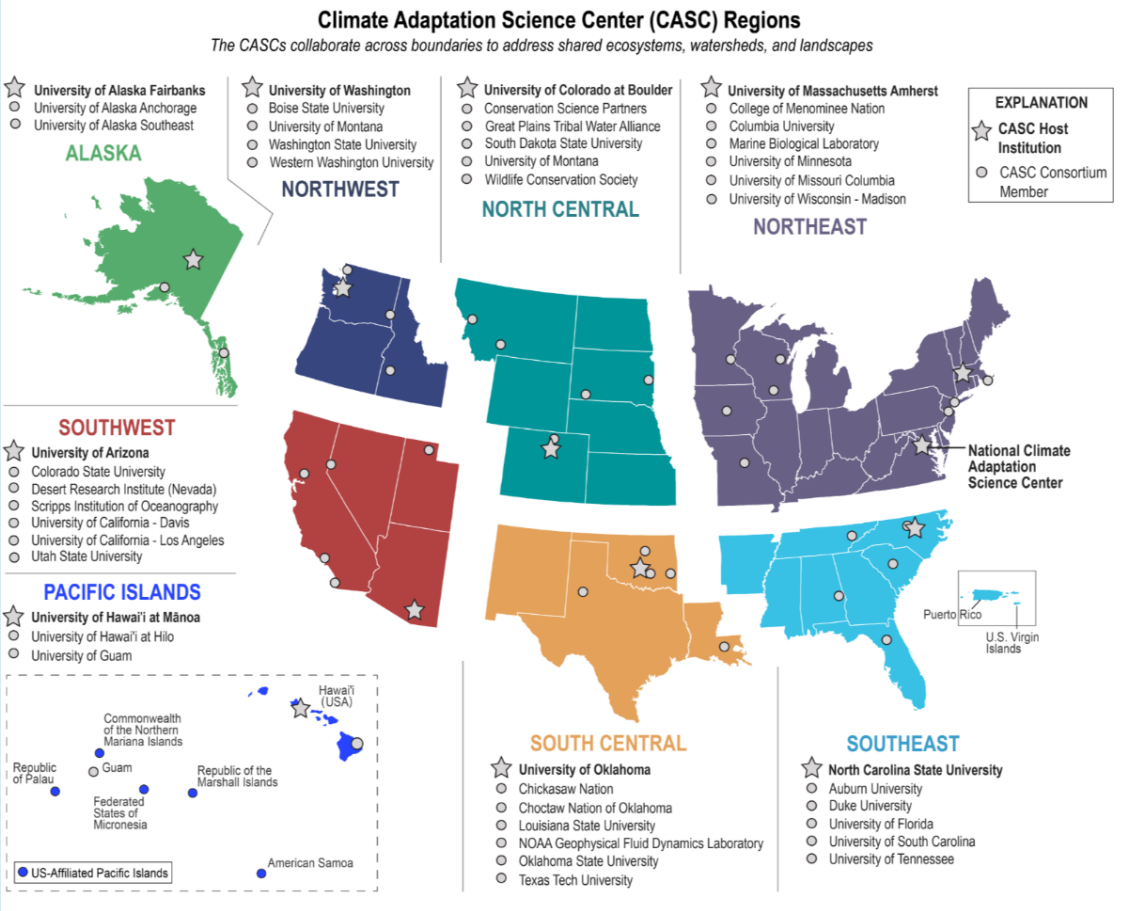 Climate Adaptation Science Center (CASC) Regions
The CASCs collaborate across boundaries to address shared ecosystems, watersheds, and landscapes
University of Alaska Fairbanks
University of Alaska Anchorage
University of Alaska Southeast
ALASKA
University of Washington
Boise State University
University of Montana
Washington State University
Western Washington University
NORTHWEST
University of Colorado at Boulder
Conservation Science Partners
Great Plains Tribal Water Alliance
South Dakota State University
University of Montana
Wildlife Conservation Society
NORTH CENTRAL
University of Massachusetts Amherst
College of Menominee Nation
Columbia University
Marine Biological Laboratory
University of Minnesota
University of Missouri Columbia
University of Wisconsin - Madison
NORTHEAST
EXPLANATION
CASC Host
Institution
CASC Consortium
Member
National Climate
Adaptation
Science Center
SOUTHWEST
University of Arizona
Colorado State University
Desert Research Institute (Nevada)
Scripps Institution of Oceanography
University of California - Davis
University of California - Los Angeles
Utah State University
PACIFIC ISLANDS
University of Hawai'i at Mānoa
University of Hawai'i at Hilo
University of Guam
Hawai'i
(USA)
Commonwealth
of the Northern
Mariana Islands
Guam
Republic
of Palau
Federated
States of
Micronesia
Republic of the
Marshall Islands
American Samoa
US-Affiliated Pacific Islands
Puerto Rico
U.S. Virgin
Islands
SOUTH CENTRAL
University of Oklahoma
Chickasaw Nation
Choctaw Nation of Oklahoma
Louisiana State University
NOAA Geophysical Fluid Dynamics Laboratory
Oklahoma State University
Texas Tech University
SOUTHEAST
North Carolina State University
Auburn University
Duke University
University of Florida
University of South Carolina
University of Tennessee